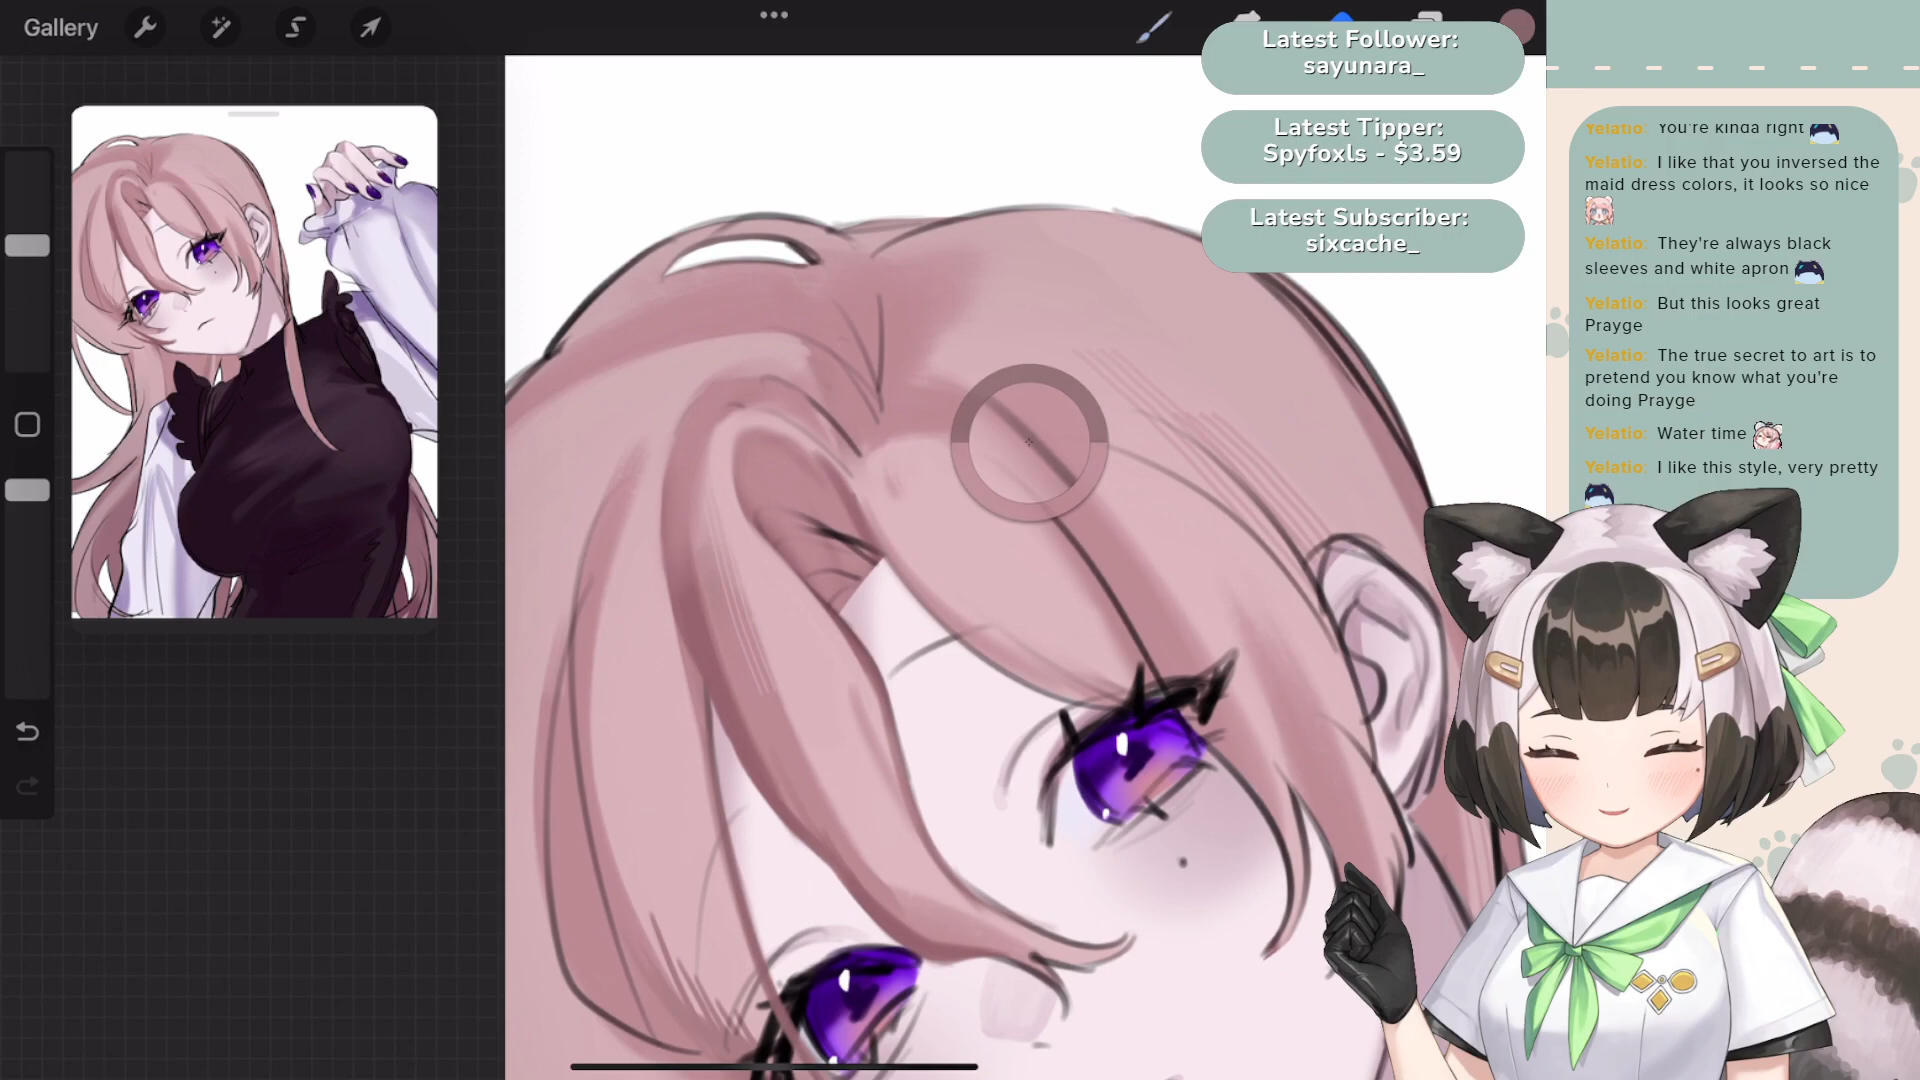 Gallery
Latest Follower:
sayunara_
Latest Tipper:
Spyfoxls - $3.59
Latest Subscriber:
sixcache_
Yelatio: You're kinda right
Yelatio: I like that you inversed the
maid dress colors, it looks so nice
Yelatio: They're always black
sleeves and white apron
Yelatio: But this looks great
Prayge
Yelatio: The true secret to art is to
pretend you know what you're
doing Prayge
Yelatio: Water time
Yelatio: I like this style, very pretty